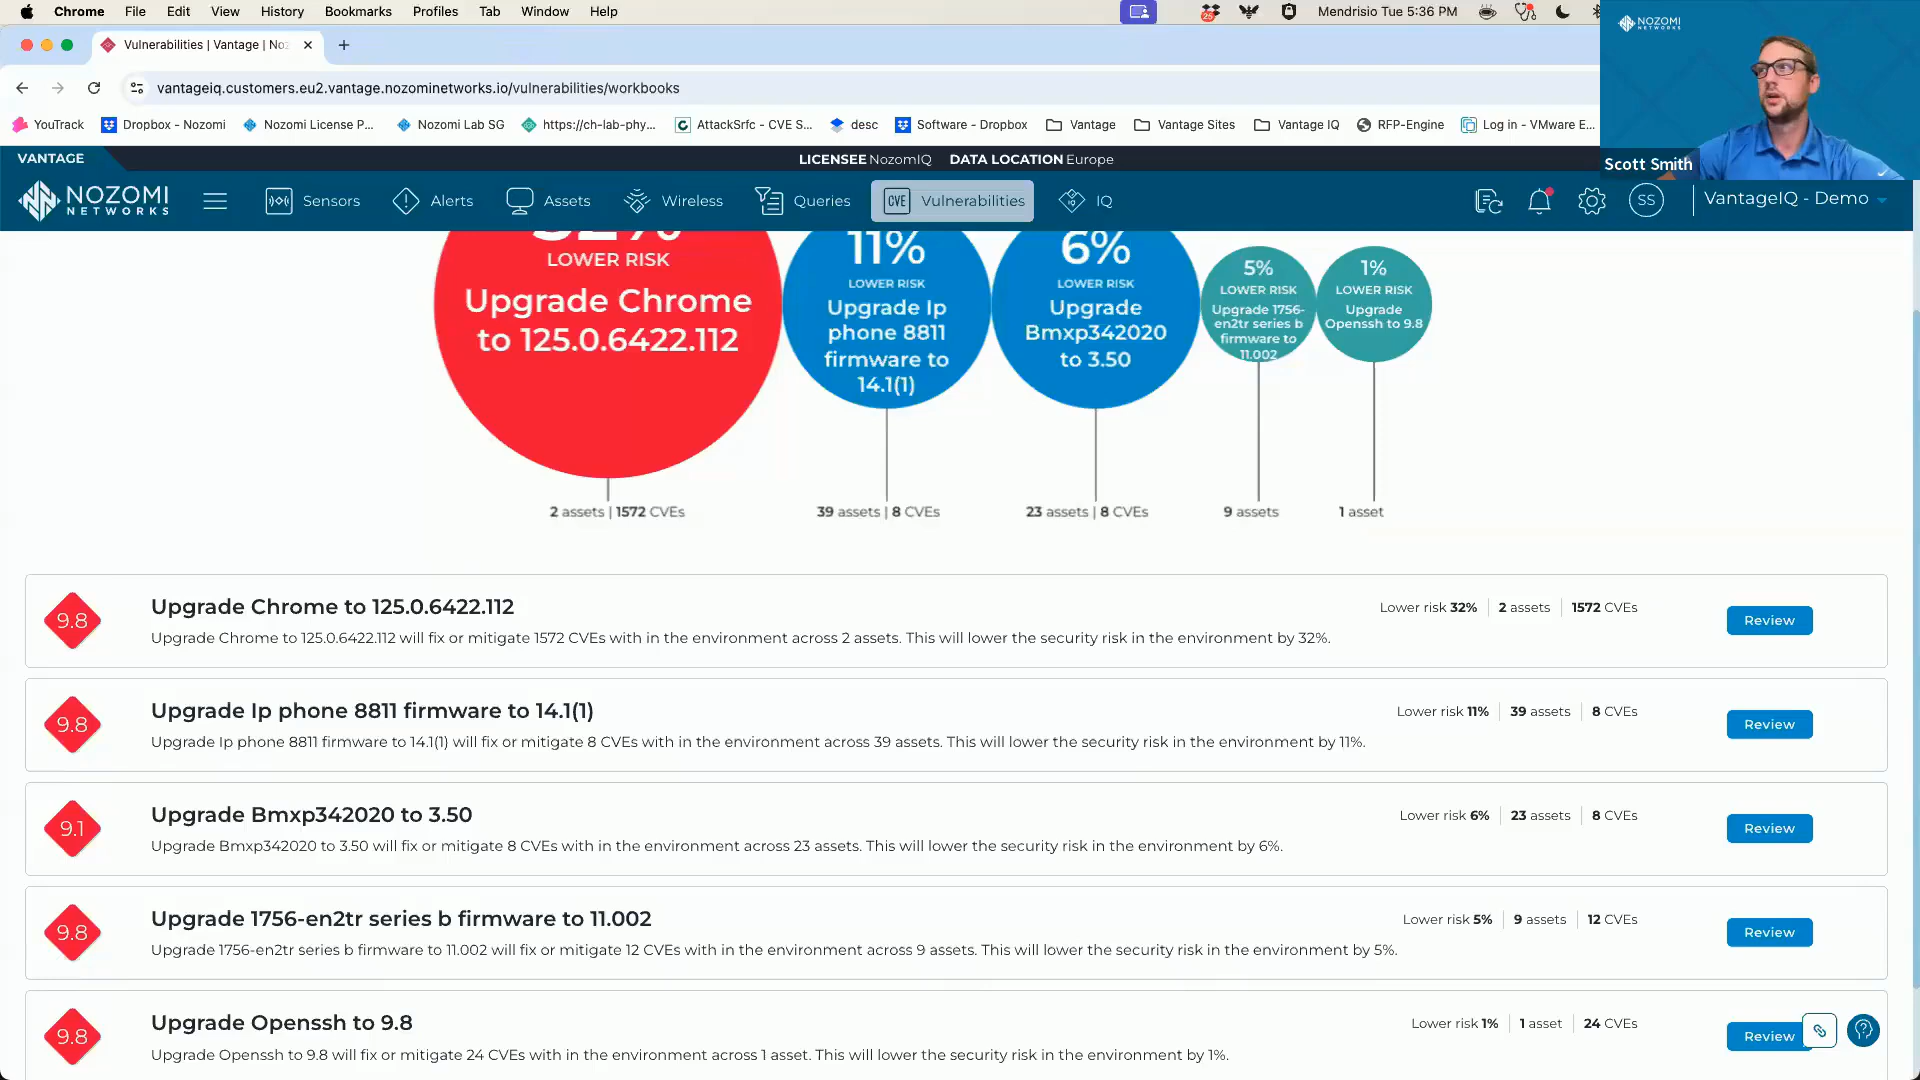 Chrome File Edit View History Bookmarks Profiles Tab Window Help
25
Mendrisio Tue 5:36 PM
NOZOMI
NETWORKS
Vulnerabilities | Vantage | No
vantageiq.customers.eu2.vantage.nozominetworks.io/vulnerabilities/workbooks
YouTrack Dropbox - Nozomi Nozomi License P... Nozomi Lab SG https://ch-lab-phy... AttackSrfc - CVE S... desc Software - Dropbox Vantage Vantage Sites Vantage IQ RFP-Engine Log in - VMware E...
Scott Smith
VANTAGE
LICENSEE NozomIQ DATA LOCATION Europe
NOZOMI
NETWORKS
Sensors Alerts Assets Wireless Queries CVE Vulnerabilities IQ IQ
SS
VantageIQ - Demo
32%
LOWER RISK
Upgrade Chrome
to 125.0.6422.112
2 assets | 1572 CVEs
11%
LOWER RISK
Upgrade Ip
phone 8811
firmware to
14.1(1)
39 assets | 8 CVEs
6%
LOWER RISK
Upgrade
Bmxp342020
to 3.50
23 assets | 8 CVEs
5%
LOWER RISK
Upgrade 1756-
en2tr series b
firmware to
11.002
9 assets
1%
LOWER RISK
Upgrade
Openssh to 9.8
1 asset
9.8
Upgrade Chrome to 125.0.6422.112
Lower risk 32% 2 assets 1572 CVEs
Upgrade Chrome to 125.0.6422.112 will fix or mitigate 1572 CVEs with in the environment across 2 assets. This will lower the security risk in the environment by 32%.
Review
9.8
Upgrade Ip phone 8811 firmware to 14.1(1)
Lower risk 11% 39 assets 8 CVEs
Upgrade Ip phone 8811 firmware to 14.1(1) will fix or mitigate 8 CVEs with in the environment across 39 assets. This will lower the security risk in the environment by 11%.
Review
9.1
Upgrade Bmxp342020 to 3.50
Lower risk 6% 23 assets 8 CVEs
Upgrade Bmxp342020 to 3.50 will fix or mitigate 8 CVEs with in the environment across 23 assets. This will lower the security risk in the environment by 6%.
Review
9.8
Upgrade 1756-en2tr series b firmware to 11.002
Lower risk 5% 9 assets 12 CVEs
Upgrade 1756-en2tr series b firmware to 11.002 will fix or mitigate 12 CVEs with in the environment across 9 assets. This will lower the security risk in the environment by 5%.
Review
9.8
Upgrade Openssh to 9.8
Lower risk 1% 1 asset 24 CVEs
Upgrade Openssh to 9.8 will fix or mitigate 24 CVEs with in the environment across 1 asset. This will lower the security risk in the environment by 1%.
Review